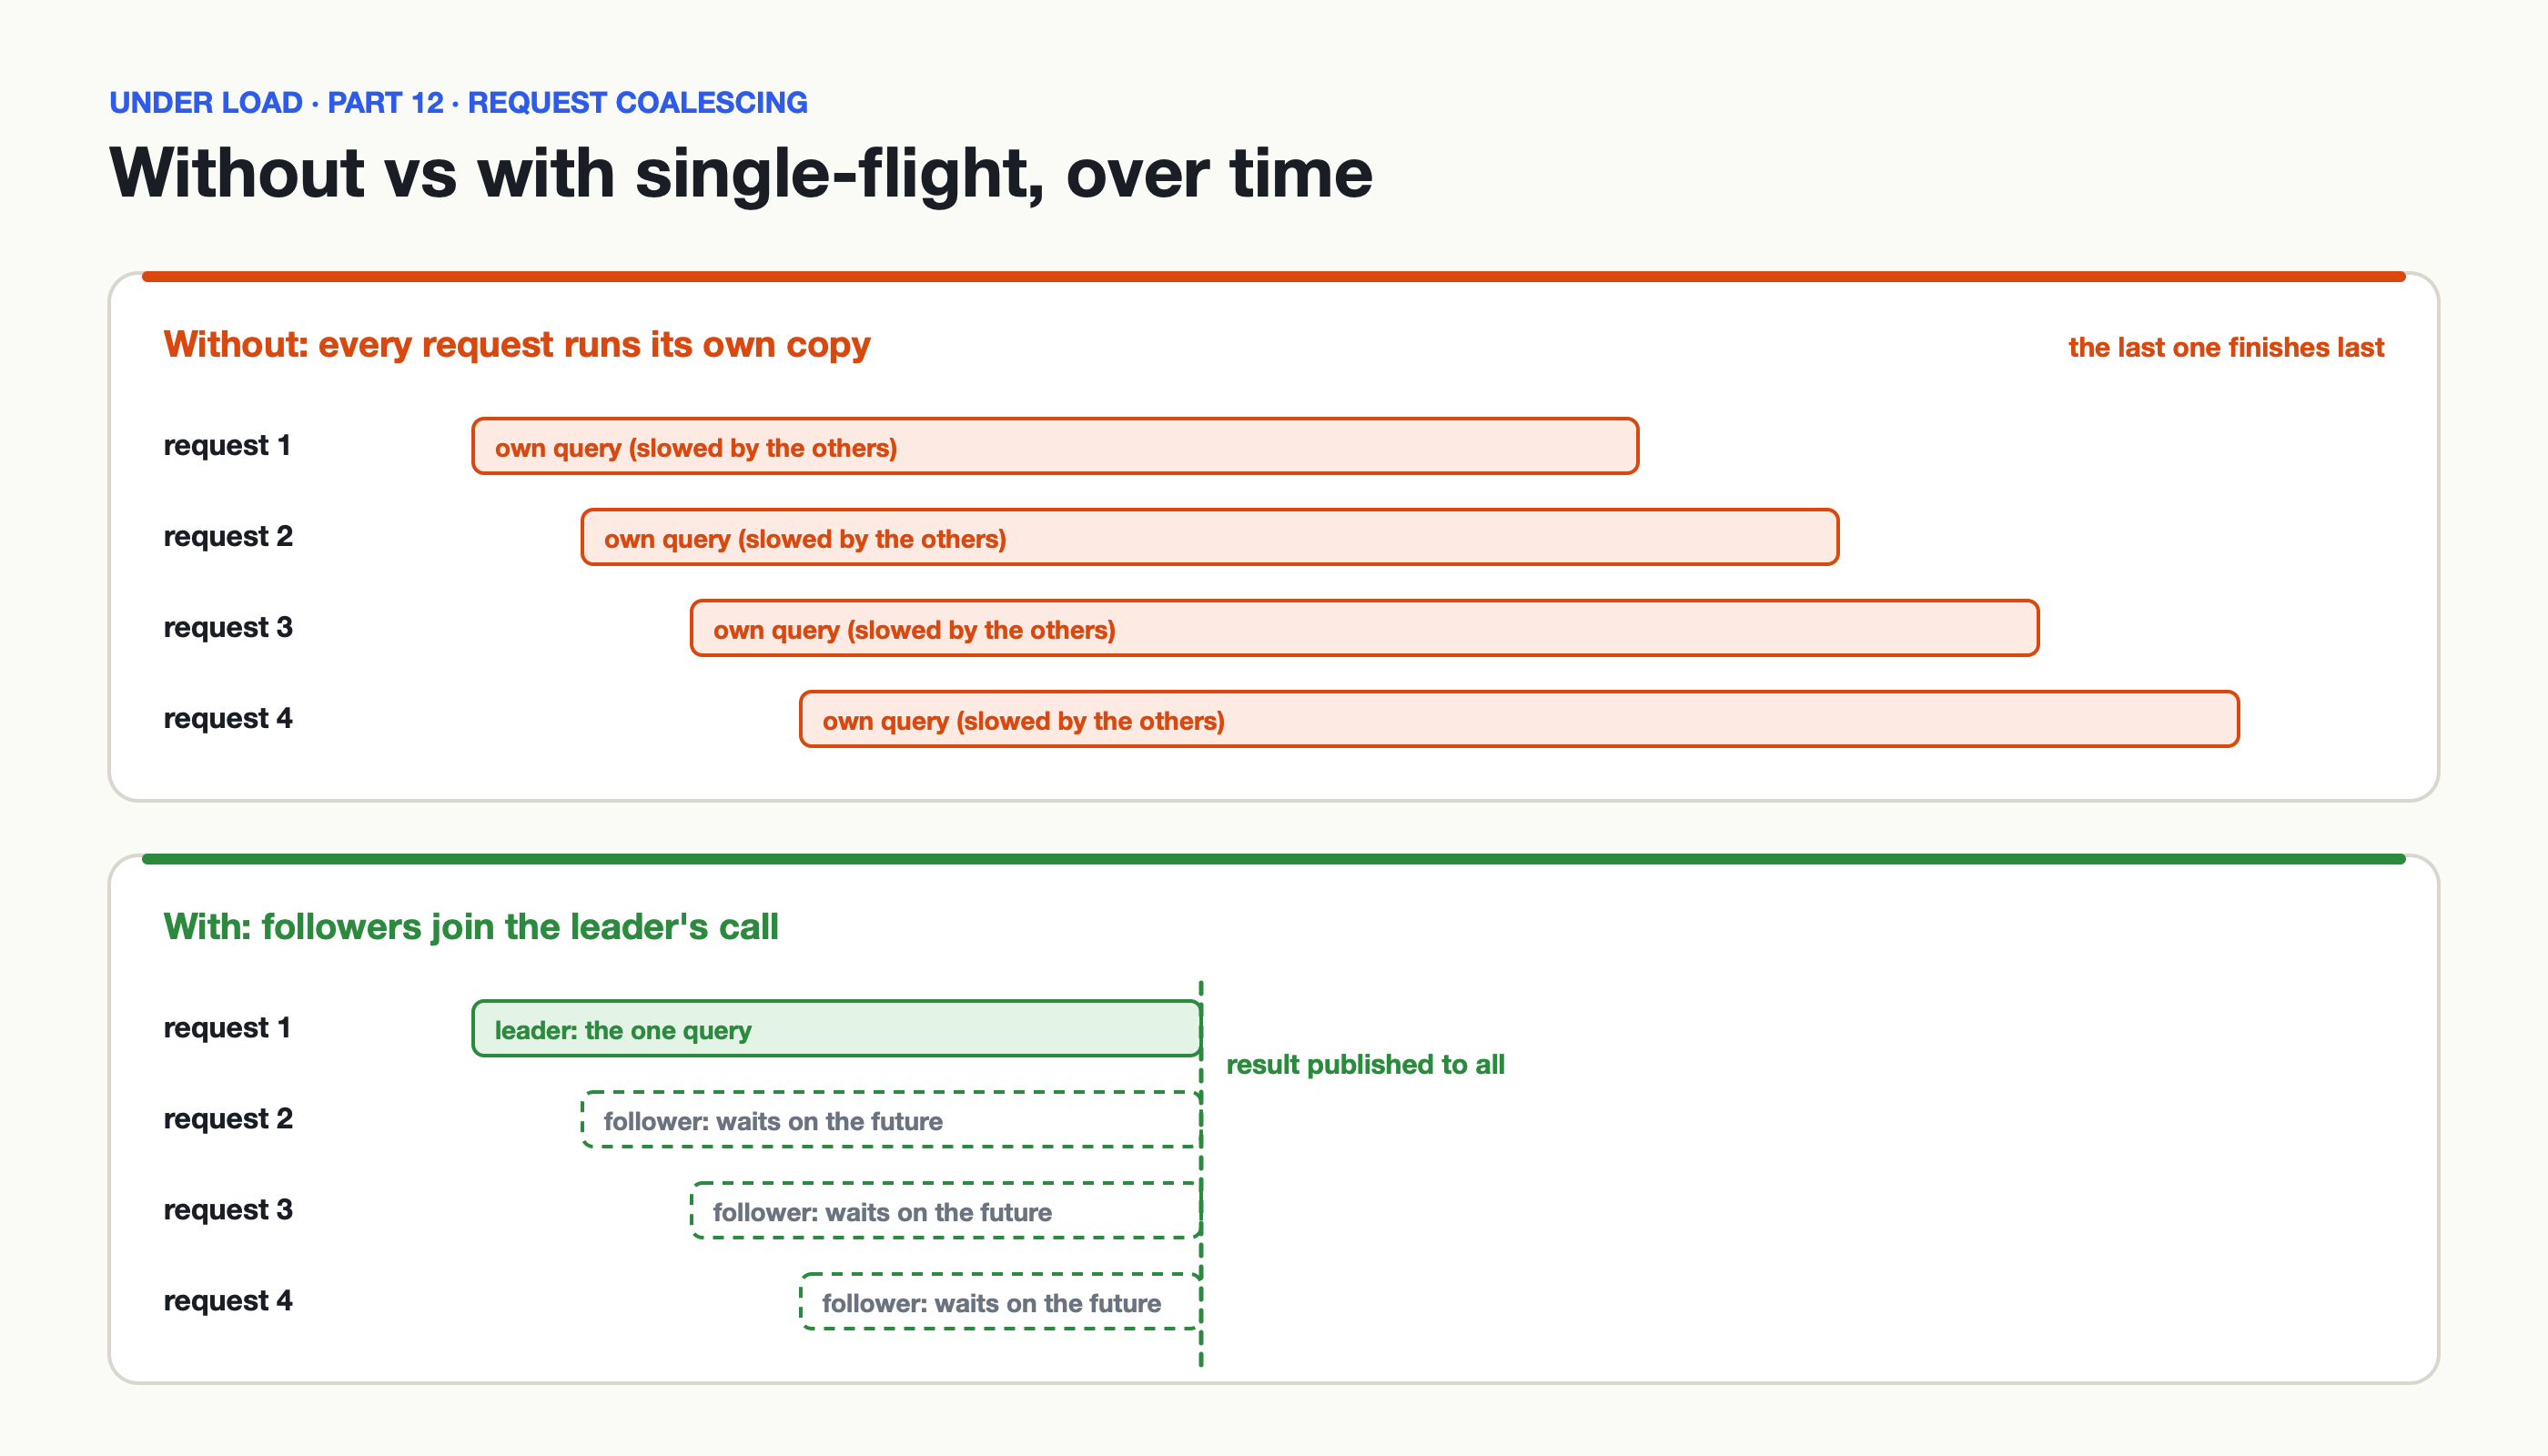 UNDER LOAD · PART 12 · REQUEST COALESCING
Without vs with single-flight, over time
Without: every request runs its own copy
the last one finishes last
request 1
own query (slowed by the others)
request 2
own query (slowed by the others)
request 3
own query (slowed by the others)
request 4
own query (slowed by the others)
With: followers join the leader's call
request 1
leader: the one query
result published to all
request 2
follower: waits on the future
request 3
follower: waits on the future
request 4
follower: waits on the future